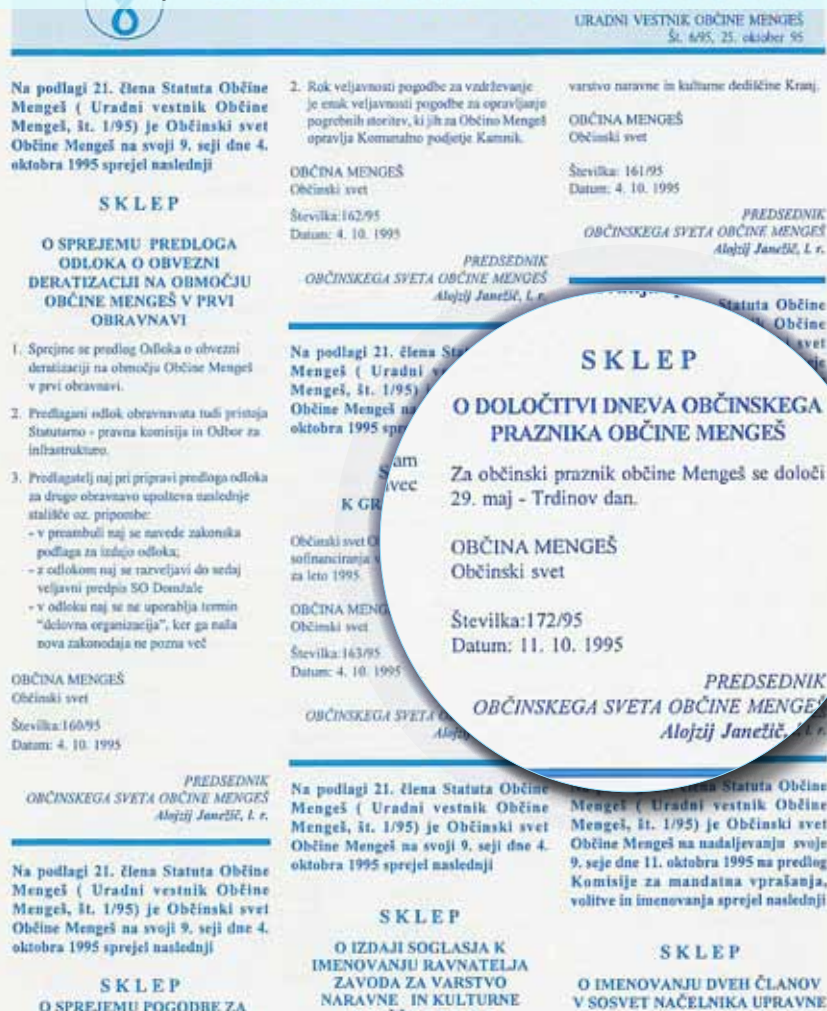 URADNI VESTNIK OBČINE MENGEŠ
Št. 6/95, 25. oktober 95
Na podlagi 21. člena Statuta Občine
Mengeš ( Uradni vestnik Občine
Mengeš, št. 1/95) je Občinski svet
Občine Mengeš na svoji 9. seji dne 4.
oktobra 1995 sprejel naslednji
SKLEP
O SPREJEMU PREDLOGA
ODLOKA O OBVEZNI
DERATIZACIJI NA OBMOČJU
OBČINE MENGEŠ V PRVI
OBRAVNAVI
1. Sprejme se predlog Odloka o obvezni
deratizaciji na območju Občine Mengeš
v prvi obravnavi.
2. Predlagani odlok obravnavata tudi pristojna
Statutarno - pravna komisija in Odbor za
infrastrukturo.
3. Predlagatelj naj pri pripravi predloga odloka
za drugo obravnavo upošteva naslednje
stališče oz. pripombe:
- v preambuli naj se navede zakonska
podlaga za izdajo odloka;
- z odlokom naj se razveljavi do sedaj
veljavni predpis SO Domžale
- v odloku naj se ne uporablja termin
"delovna organizacija", ker ga naša
nova zakonodaja ne pozna več
OBČINA MENGEŠ
Občinski svet
Številka:160/95
Datum: 4. 10. 1995
PREDSEDNIK
OBČINSKEGA SVETA OBČINE MENGEŠ
Alojzij Janežič, l. r.
Na podlagi 21. člena Statuta Občine
Mengeš ( Uradni vestnik Občine
Mengeš, št. 1/95) je Občinski svet
Občine Mengeš na svoji 9. seji dne 4.
oktobra 1995 sprejel naslednji
SKLEP
O SPREJEMU POGODBE ZA
2. Rok veljavnosti pogodbe za vzdrževanje
je enak veljavnosti pogodbe za opravljanje
pogrebnih storitev, ki jih za Občino Mengeš
opravlja Komunalno podjetje Kamnik.
OBČINA MENGEŠ
Občinski svet
Številka:162/95
Datum: 4. 10. 1995
PREDSEDNIK
OBČINSKEGA SVETA OBČINE MENGEŠ
Alojzij Janežič, l. r.
Na podlagi 21. člena
Mengeš ( Uradni
Mengeš, št. 1/95)
Občine Mengeš na
oktobra 1995
K
Občinski svet
sofinanciranja
za leto 1995.
OBČINA
Občinski svet
Številka:163/95
Datum: 4. 10. 1995
OBČINSKEGA SVETA
Na podlagi 21. člena Statuta Občine
Mengeš ( Uradni vestnik Občine
Mengeš, št. 1/95) je Občinski svet
Občine Mengeš na svoji 9. seji dne 4.
oktobra 1995 sprejel naslednji
SKLEP
O IZDAJI SOGLASJA K
IMENOVANJU RAVNATELJA
ZAVODA ZA VARSTVO
NARAVNE IN KULTURNE
varstvo naravne in kulturne dediščine Kranj.
OBČINA MENGEŠ
Občinski svet
Številka: 161/95
Datum: 4. 10. 1995
PREDSEDNIK
OBČINSKEGA SVETA OBČINE MENGEŠ
Alojzij Janežič, l. r.
Statuta Občine
Občine
svet
SKLEP
O DOLOČITVI DNEVA OBČINSKEGA
PRAZNIKA OBČINE MENGEŠ
Za občinski praznik občine Mengeš se določi
29. maj - Trdinov dan.
OBČINA MENGEŠ
Občinski svet
Številka:172/95
Datum: 11. 10. 1995
PREDSEDNIK
OBČINSKEGA SVETA OBČINE MENGEŠ
Alojzij Janežič, l. r.
Statuta Občine
Mengeš ( Uradni vestnik Občine
Mengeš, št. 1/95) je Občinski svet
Občine Mengeš na nadaljevanju svoje
9. seje dne 11. oktobra 1995 na predlog
Komisije za mandatna vprašanja,
volitve in imenovanja sprejel naslednji
SKLEP
O IMENOVANJU DVEH ČLANOV
V SOSVET NAČELNIKA UPRAVNE